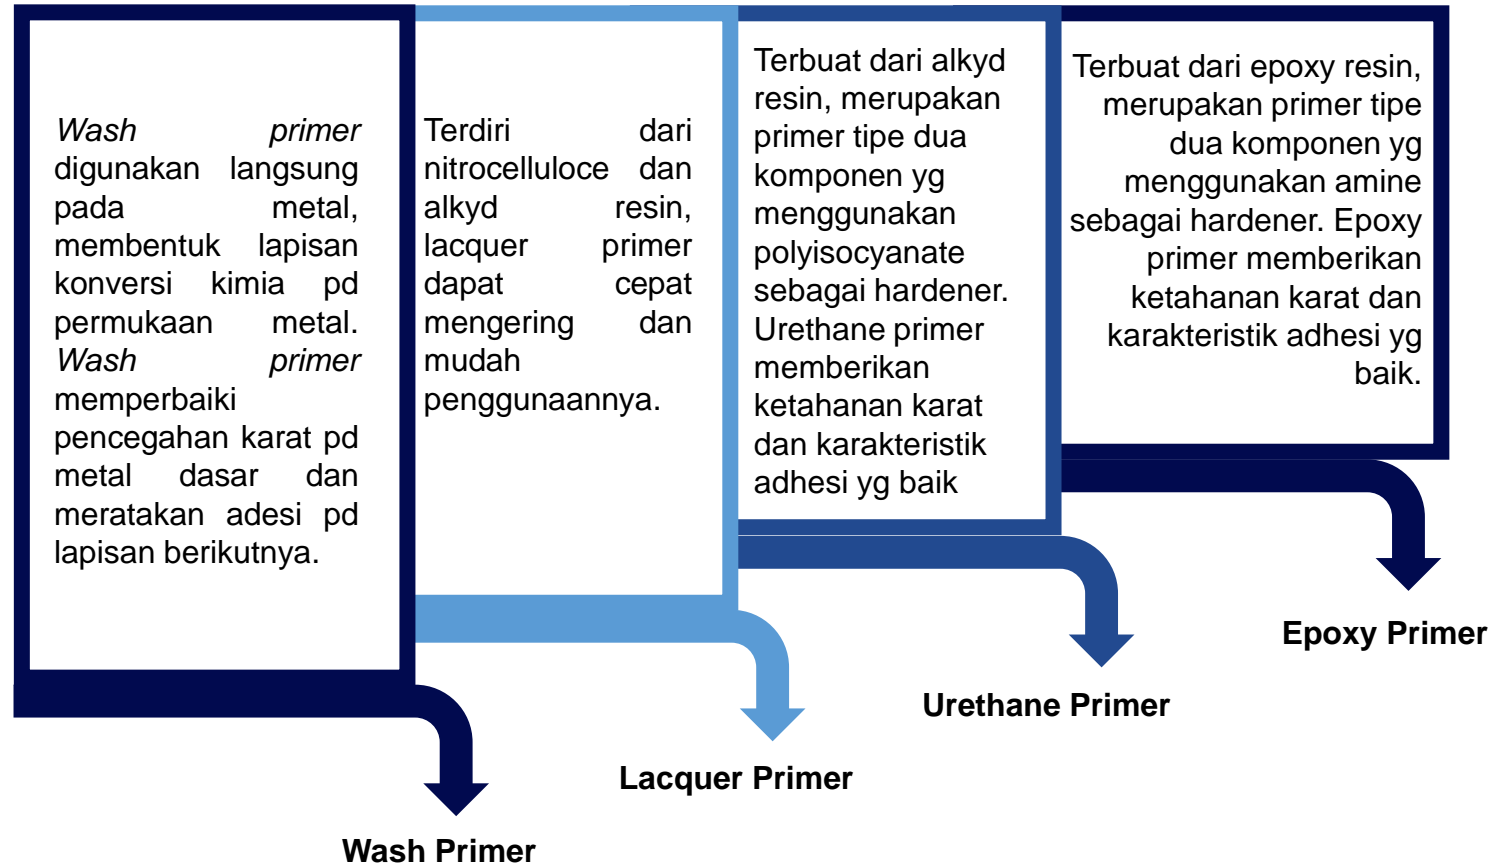 Wash primer
digunakan langsung
pada metal,
membentuk lapisan
konversi kimia pd
permukaan metal.
Wash primer
memperbaiki
pencegahan karat pd
metal dasar dan
meratakan adesi pd
lapisan berikutnya.
Terdiri dari
nitrocelluloce dan
alkyd resin,
lacquer primer
dapat cepat
mengering dan
mudah
penggunaannya.
Terbuat dari alkyd
resin, merupakan
primer tipe dua
komponen yg
menggunakan
polyisocyanate
sebagai hardener.
Urethane primer
memberikan
ketahanan karat
dan karakteristik
adhesi yg baik
Terbuat dari epoxy resin,
merupakan primer tipe
dua komponen yg
menggunakan amine
sebagai hardener. Epoxy
primer memberikan
ketahanan karat dan
karakteristik adhesi yg
baik.
Epoxy Primer
Urethane Primer
Lacquer Primer
Wash Primer